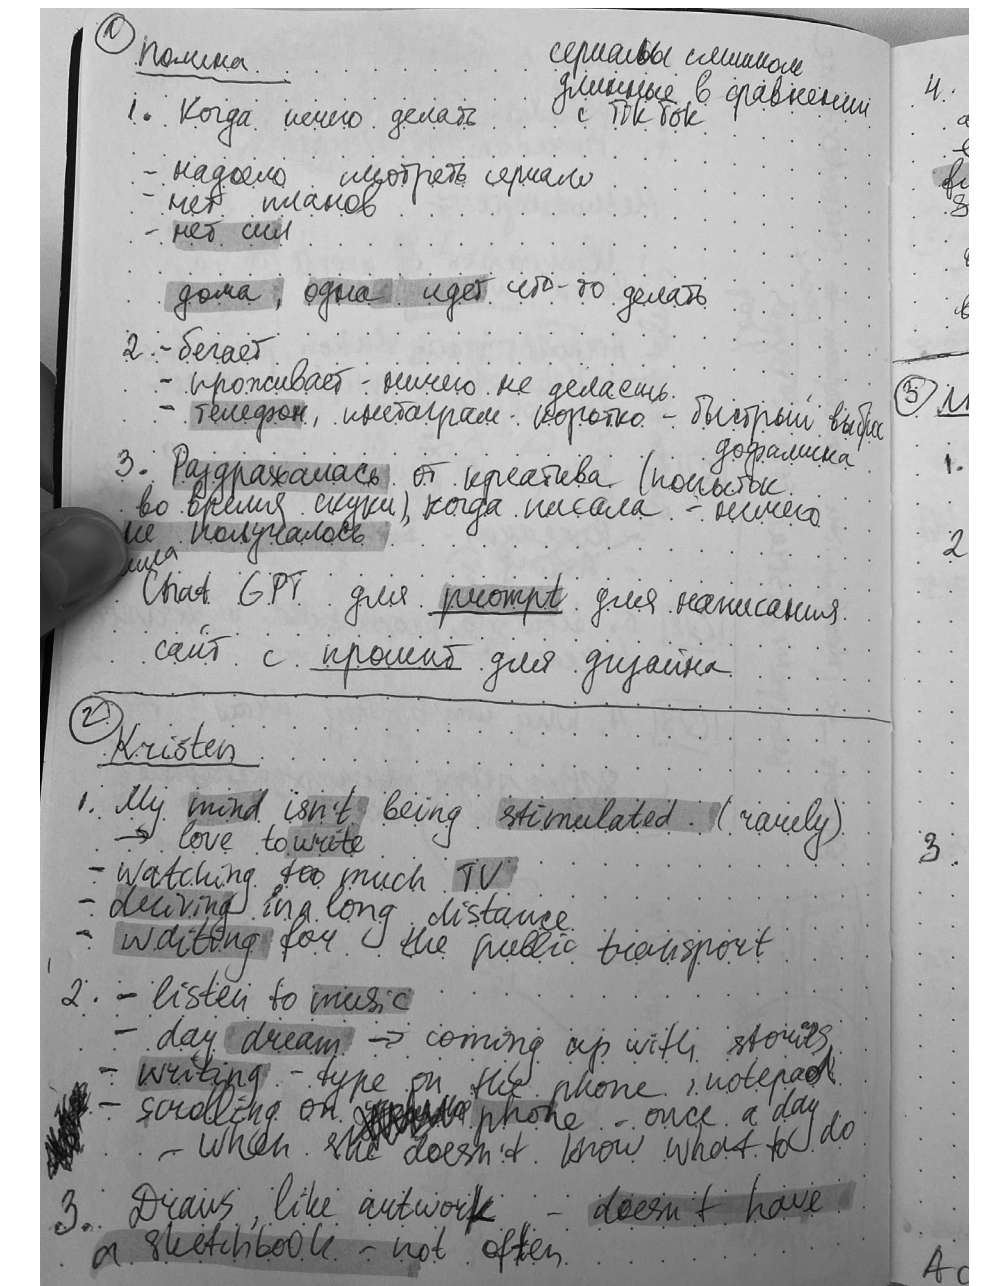 1
Полина
сериалы слишком
длинные в сравнении
с ТікТок
1. Когда нечего делать
- надоело смотреть сериало
- нет планов
- нет сил
дома, одна идет что-то делать
2. - бегает
- проживает - ничего не делаешь.
- телефон, инстаграм - коротко - быстрый выброс
дофамина
3. Раздражалась от креатива (попыток
во время скуки), когда писала - ничего
не получалось
Chat GPT для prompt для написания
сайт с промпт для дизайна
2
Kristen
1. My mind isn't being stimulated. (rarely)
→ love to write
- watching too much TV
- deriving in a long distance
- waiting for the public transport
2. - listen to music
- day dream → coming up with stories
- writing - type on the phone, notepad
- scrolling on phone - once a day
- when she doesn't know what to do
3. Draws, like artwork - doesn't have
a sketchbook - not often
4.
3
1.
2
3.